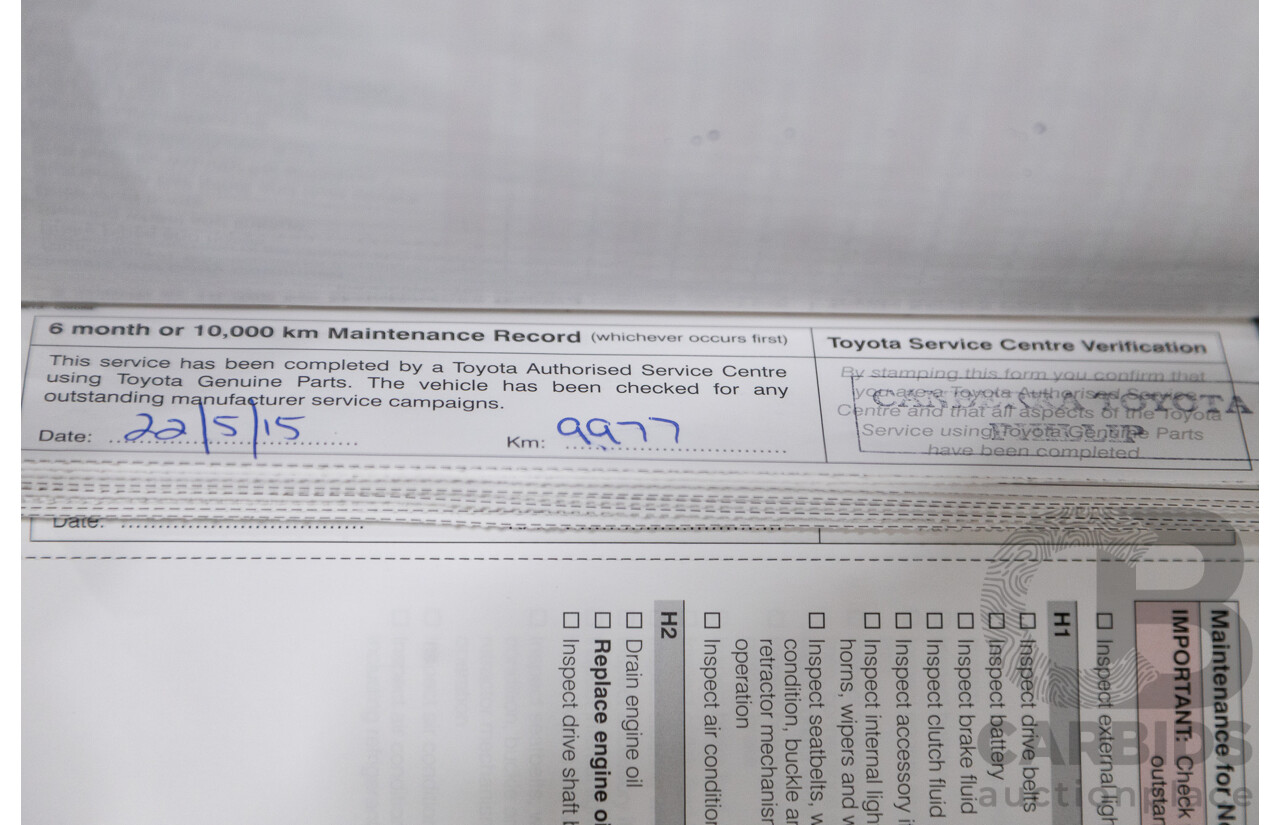 6 month or 10,000 km Maintenance Record (whichever occurs first)
This service has been completed by a Toyota Authorised Service Centre
using Toyota Genuine Parts. The vehicle has been checked for any
outstanding manufacturer service campaigns.
Date: 22/5/15
Km: 9977
Toyota Service Centre Verification
By stamping this form you confirm that
you are a Toyota Authorised Service
Centre and that all aspects of the Toyota
Service using Toyota Genuine Parts
have been completed.
TOYOTA
Date:
Maintenance for
IMPORTANT: Check
☐ Inspect external
H1
☐ Inspect drive belts
☐ Inspect battery
☐ Inspect brake fluid
☐ Inspect clutch fluid
☐ Inspect accessory
☐ Inspect internal
horns, wipers and
☐ Inspect seatbelts,
condition, buckle
retractor
operation
☐ Inspect air
H2
☐ Drain engine oil
☐ Replace engine
☐ Inspect drive shaft
CARBIDS
auctionplace